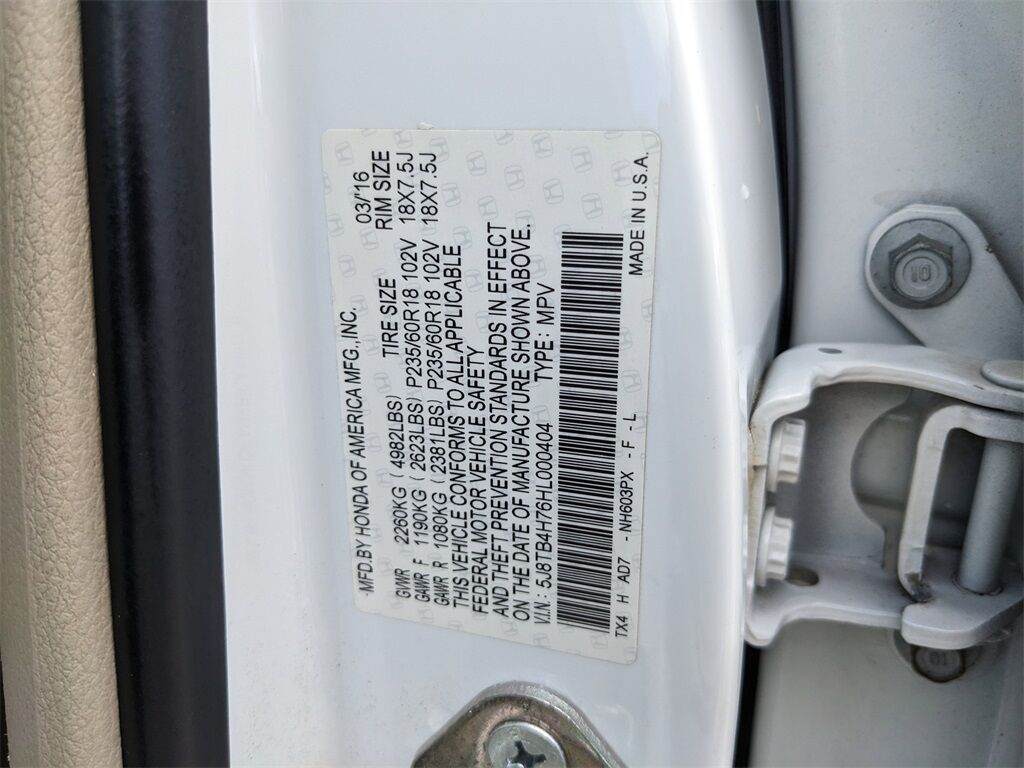 MFD.BY HONDA OF AMERICA MFG.,INC. 03/16
TIRE SIZE RIM SIZE
GVWR 2260KG ( 4982LBS)
GAWR F 1190KG ( 2623LBS) P235/60R18 102V 18X7.5J
GAWR R 1080KG ( 2381LBS) P235/60R18 102V 18X7.5J
THIS VEHICLE CONFORMS TO ALL APPLICABLE
FEDERAL MOTOR VEHICLE SAFETY
AND THEFT PREVENTION STANDARDS IN EFFECT
ON THE DATE OF MANUFACTURE SHOWN ABOVE.
V.I.N.: 5J8TB4H76HL000404 TYPE: MPV
TX4 H AD7 -NH603PX -F -L MADE IN U.S.A.
10
10